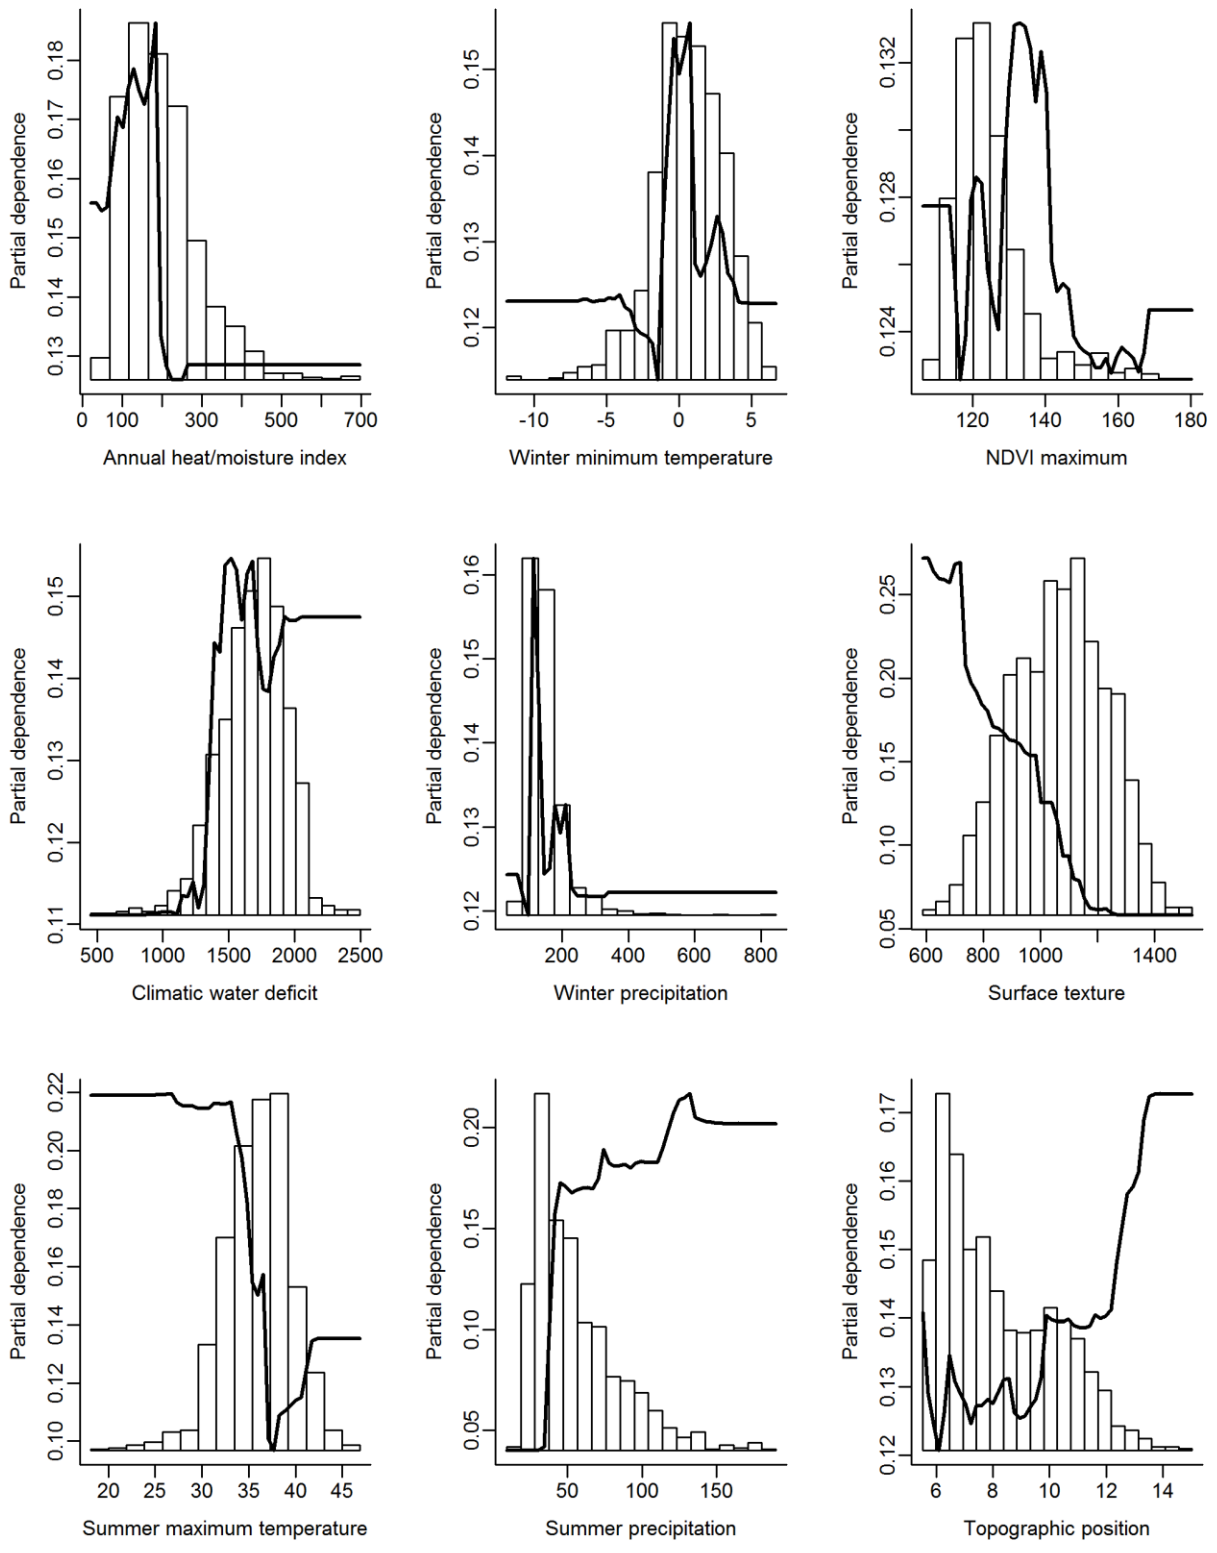 Partial dependence
0.13 0.14 0.15 0.16 0.17 0.18
0 100 300 500 700
Annual heat/moisture index
Partial dependence
0.12 0.13 0.14 0.15
-10 -5 0 5
Winter minimum temperature
Partial dependence
0.124 0.128 0.132
120 140 160 180
NDVI maximum
Partial dependence
0.11 0.12 0.13 0.14 0.15
500 1000 1500 2000 2500
Climatic water deficit
Partial dependence
0.12 0.13 0.14 0.15 0.16
200 400 600 800
Winter precipitation
Partial dependence
0.05 0.10 0.15 0.20 0.25
600 800 1000 1400
Surface texture
Partial dependence
0.10 0.12 0.14 0.16 0.18 0.20 0.22
20 25 30 35 40 45
Summer maximum temperature
Partial dependence
0.05 0.10 0.15 0.20
50 100 150
Summer precipitation
Partial dependence
0.12 0.13 0.14 0.15 0.16 0.17
6 8 10 12 14
Topographic position